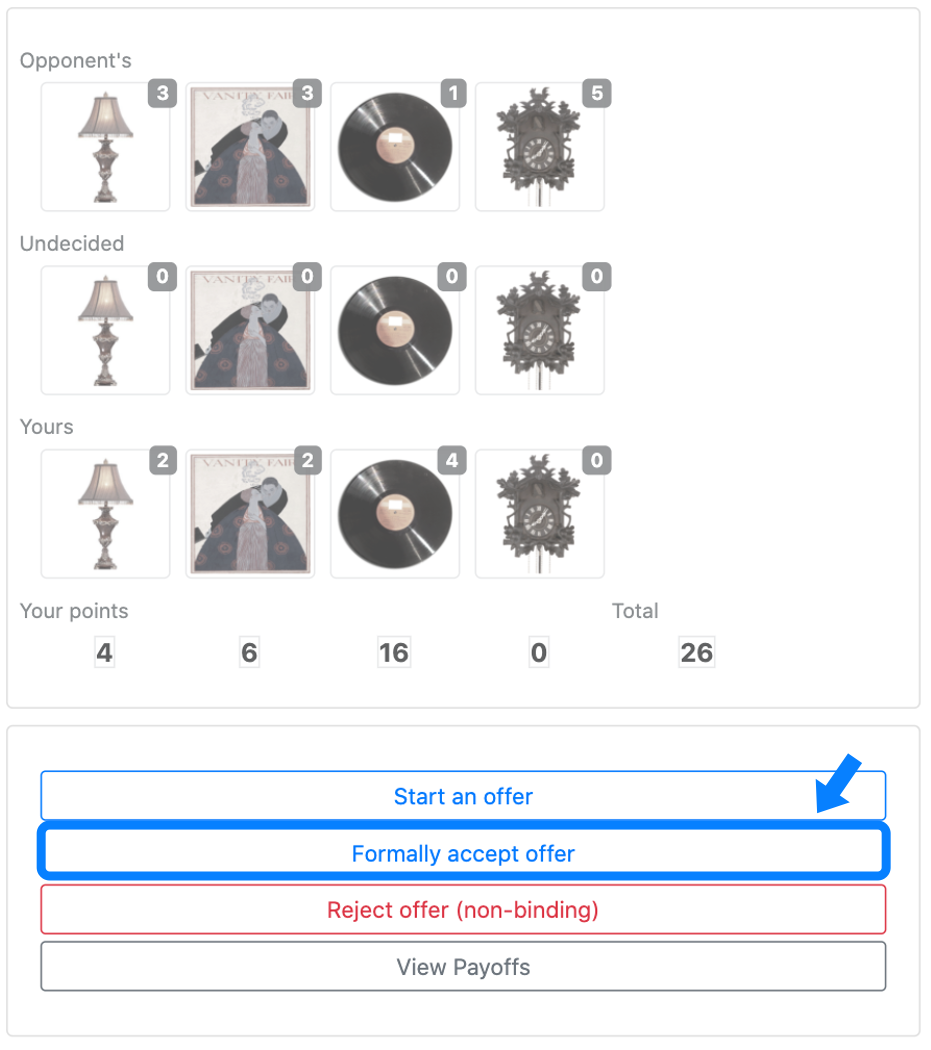 Opponent's
3 3 1 5
VANITY FAIR
Undecided
0 0 0 0
VANITY FAIR
Yours
2 2 4 0
VANITY FAIR
Your points Total
4 6 16 0 26
Start an offer
Formally accept offer
Reject offer (non-binding)
View Payoffs